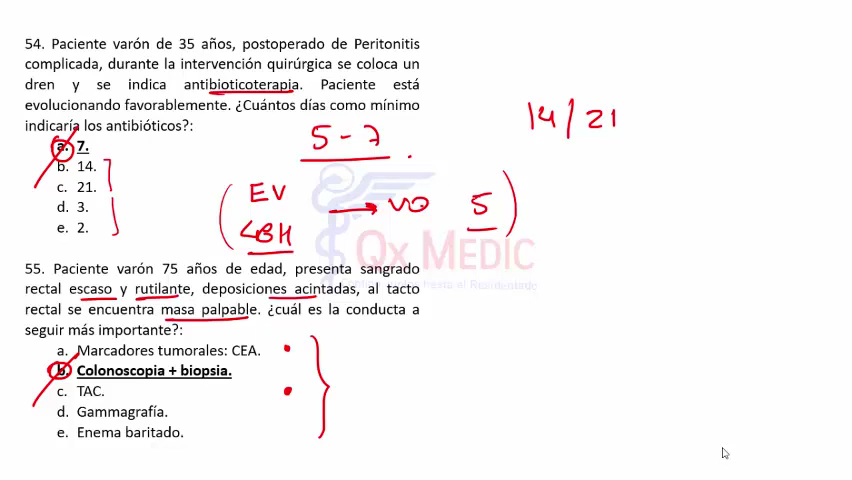 54. Paciente varón de 35 años, postoperado de Peritonitis
complicada, durante la intervención quirúrgica se coloca un
dren y se indica antibioticoterapia. Paciente está
evolucionando favorablemente. ¿Cuántos días como mínimo
indicaría los antibióticos?:
a. 7.
b. 14.
c. 21.
d. 3.
e. 2.
14/21
5-7
EV → VO 5
QX MEDIC
55. Paciente varón 75 años de edad, presenta sangrado
rectal escaso y rutilante, deposiciones acintadas, al tacto
rectal se encuentra masa palpable. ¿cuál es la conducta a
seguir más importante?:
a. Marcadores tumorales: CEA.
b. Colonoscopia + biopsia.
c. TAC.
d. Gammagrafía.
e. Enema baritado.